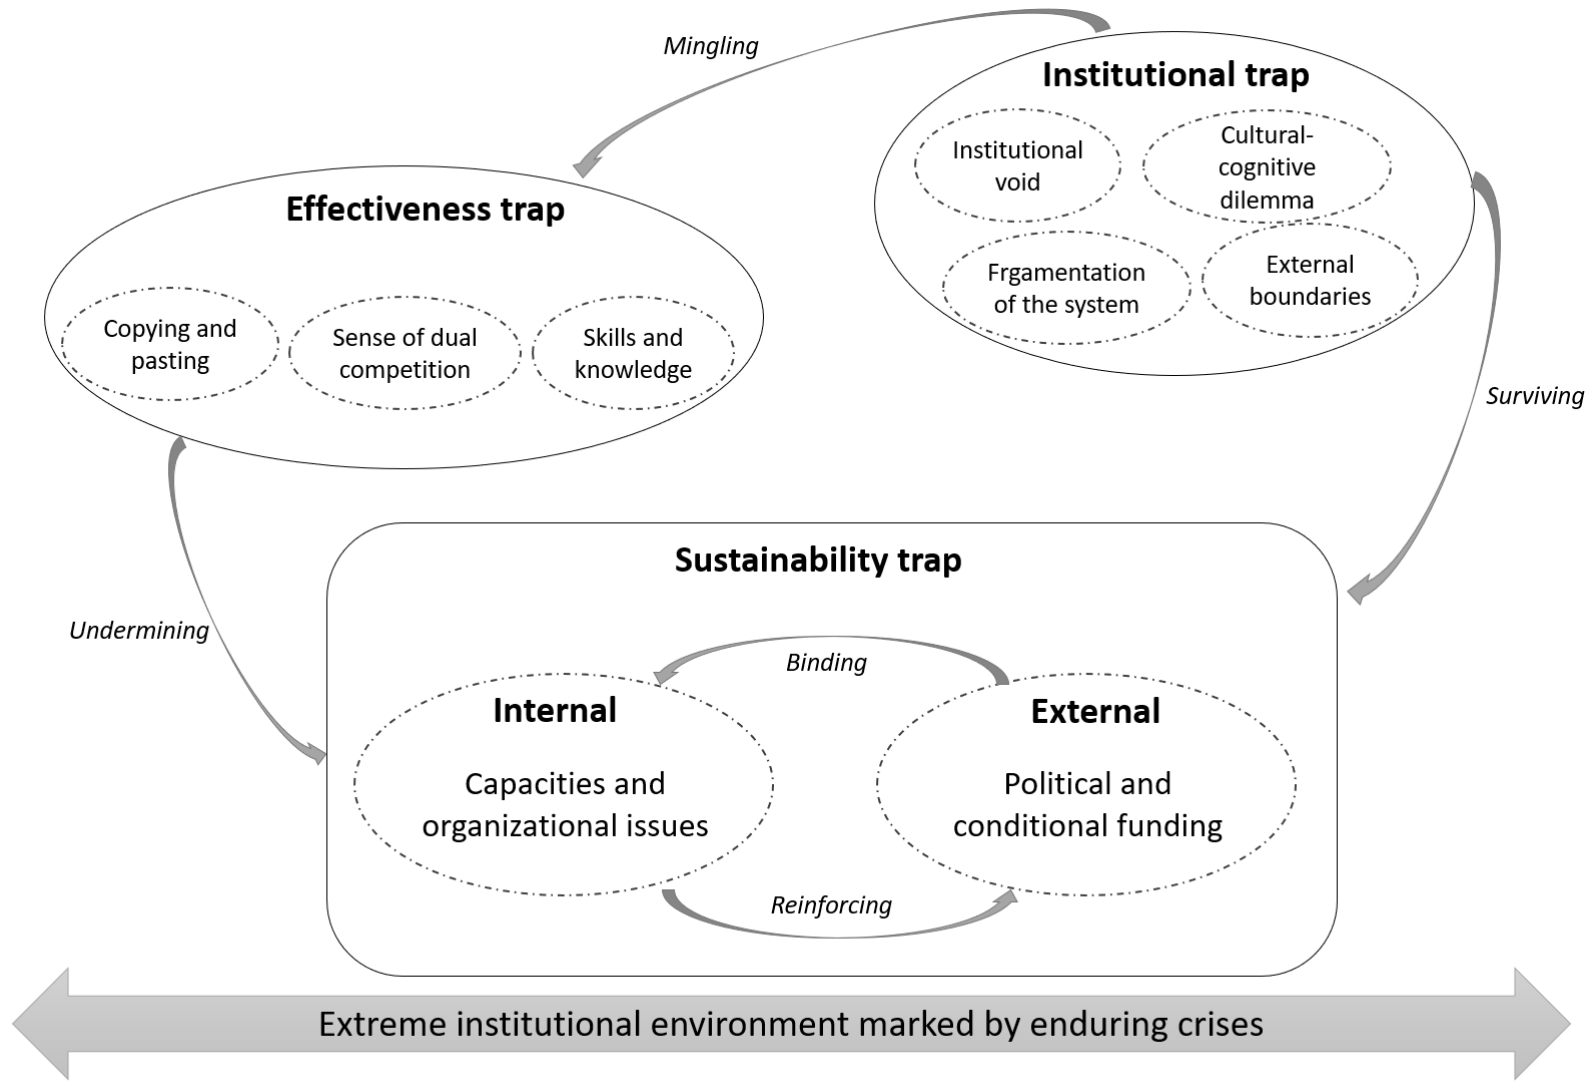 Mingling
Institutional trap
Institutional
void
Cultural-
cognitive
dilemma
Frgamentation
of the system
External
boundaries
Effectiveness trap
Copying and
pasting
Sense of dual
competition
Skills and
knowledge
Surviving
Undermining
Sustainability trap
Binding
Internal
Capacities and
organizational issues
External
Political and
conditional funding
Reinforcing
Extreme institutional environment marked by enduring crises